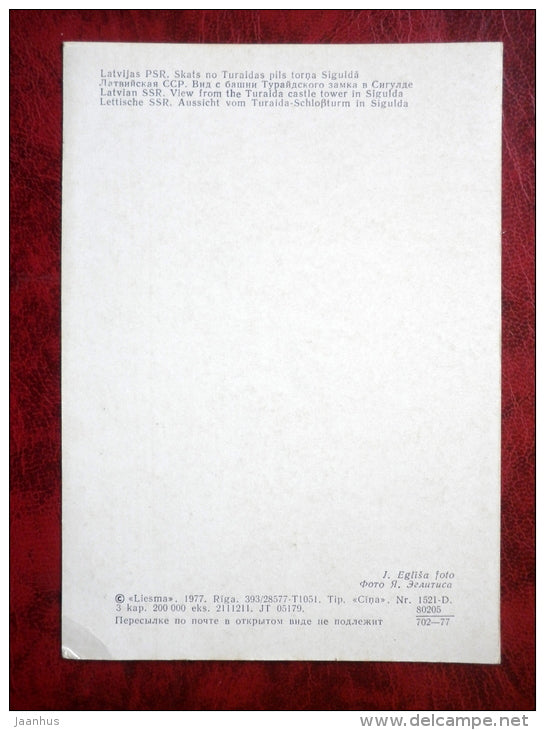 Latvijas PSR. Skats no Turaidas pils torņa Siguldā
Латвийская ССР. Вид с башни Турайдского замка в Сигулде
Latvian SSR. View from the Turaida castle tower in Sigulda
Lettische SSR. Aussicht vom Turaida-Schloßturm in Sigulda
J. Eglīša foto
Фото Я. Эглитиса
© «Liesma», 1977. Rīga. 393/28577-T1051. Tip. «Cīņa», Nr. 1521-D.
3 kap. 200 000 eks. 2111211. JT 05179.
80205
Пересылке по почте в открытом виде не подлежит
702—77
Jaanhus
www.delcampe.net